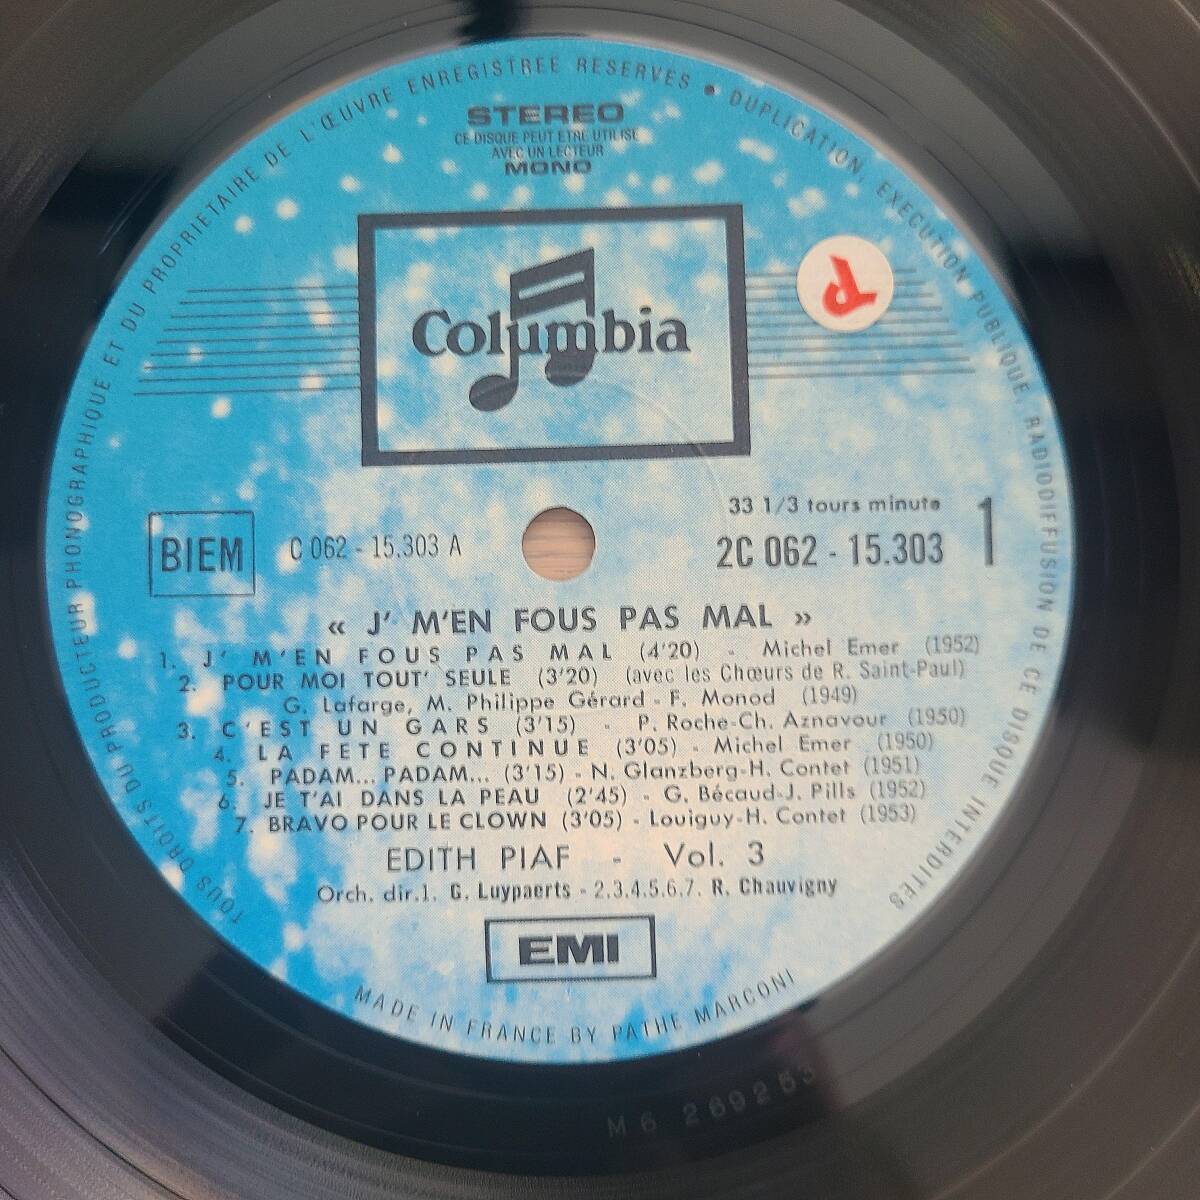 TOUS DROITS DU PRODUCTEUR PHONOGRAPHIQUE ET DU PROPRIETAIRE DE L'ŒUVRE ENREGISTREE RESERVES • DUPLICATION, EXECUTION PUBLIQUE, RADIODIFFUSION DE CE DISQUE INTERDITES
STEREO
CE DISQUE PEUT ETRE UTILISE
AVEC UN LECTEUR
MONO
Columbia
33 1/3 tours minute
BIEM
C 062 - 15.303 A
2C 062 - 15.303
1
« J' M'EN FOUS PAS MAL »
1. J' M'EN FOUS PAS MAL (4'20) - Michel Emer (1952)
2. POUR MOI TOUT' SEULE (3'20) (avec les Chœurs de R. Saint-Paul)
G. Lafarge, M. Philippe Gérard - F. Monod (1949)
3. C'EST UN GARS (3'15) - P. Roche-Ch. Aznavour (1950)
4. LA FETE CONTINUE (3'05) - Michel Emer (1950)
5. PADAM... PADAM... (3'15) - N. Glanzberg-H. Contet (1951)
6. JE T'AI DANS LA PEAU (2'45) - G. Bécaud-J. Pills (1952)
7. BRAVO POUR LE CLOWN (3'05) - Louiguy-H. Contet (1953)
EDITH PIAF - Vol. 3
Orch. dir.1. G. Luypaerts - 2.3.4.5.6.7. R. Chauvigny
EMI
MADE IN FRANCE BY PATHE MARCONI
M6 269253